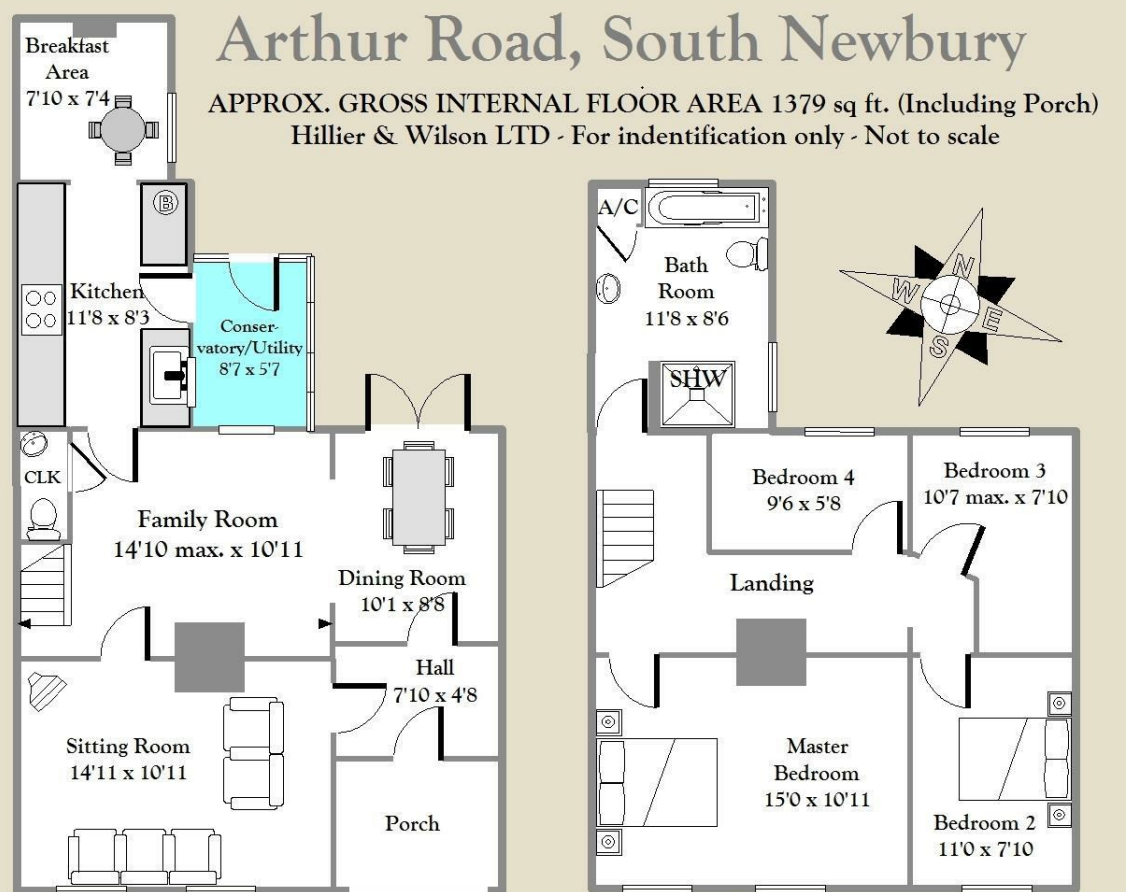 Arthur Road, South Newbury
APPROX. GROSS INTERNAL FLOOR AREA 1379 sq ft. (Including Porch)
Hillier & Wilson LTD - For indentification only - Not to scale
Breakfast
Area
7'10 x 7'4
B
Kitchen
11'8 x 8'3
Conser-
vatory/Utility
8'7 x 5'7
CLK
Family Room
14'10 max. x 10'11
Dining Room
10'1 x 8'8
Hall
7'10 x 4'8
Sitting Room
14'11 x 10'11
Porch
A/C
Bath
Room
11'8 x 8'6
SHW
N
W
E
S
Bedroom 4
9'6 x 5'8
Bedroom 3
10'7 max. x 7'10
Landing
Master
Bedroom
15'0 x 10'11
Bedroom 2
11'0 x 7'10